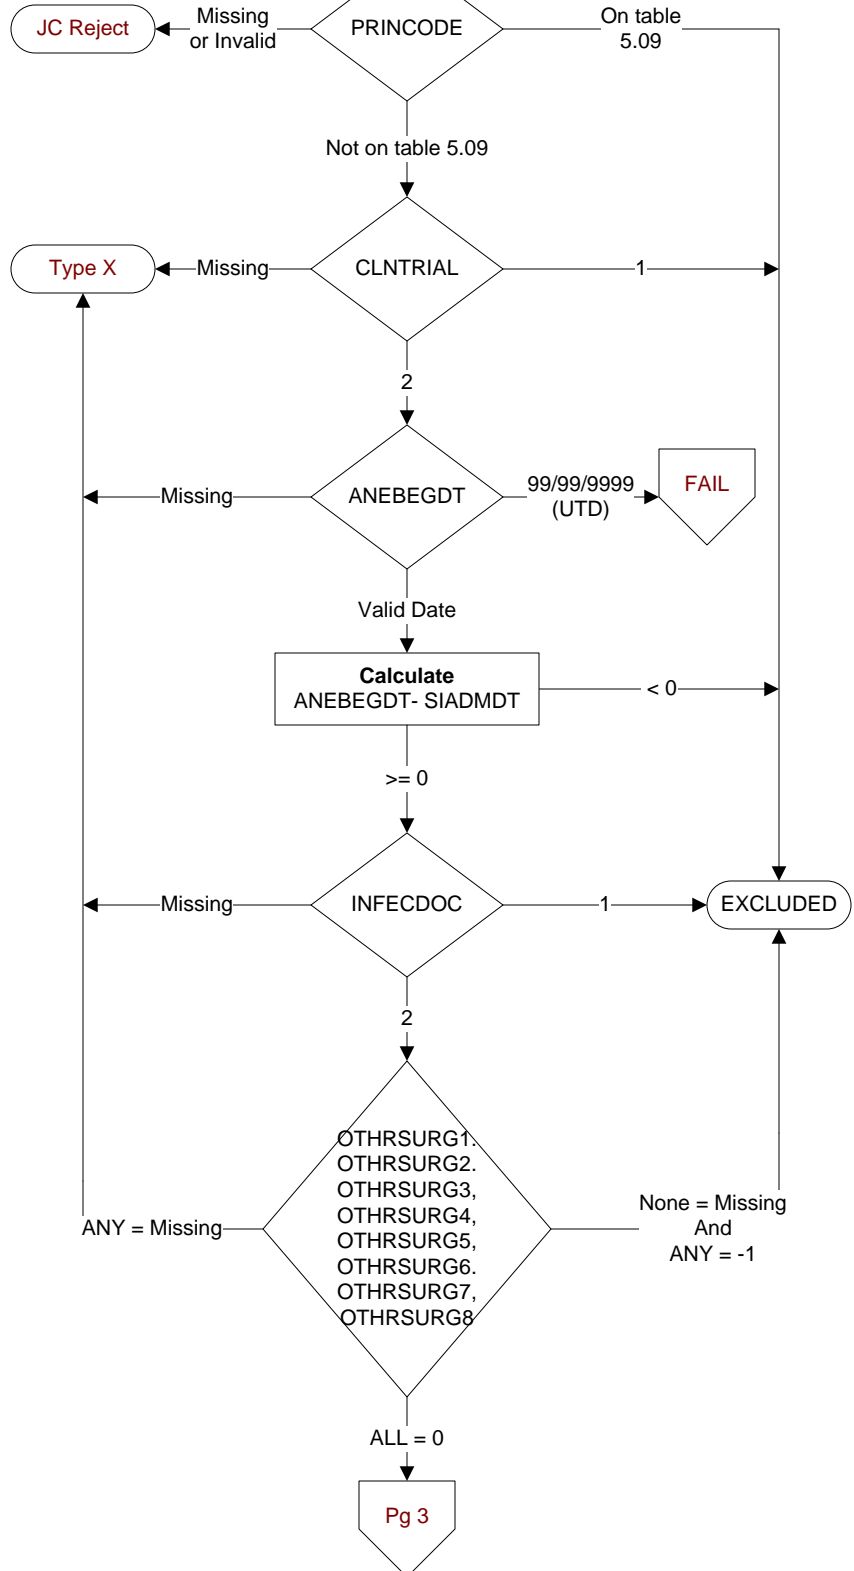 JC Reject
Missing
or Invalid
PRINCODE
On table
5.09
Not on table 5.09
Type X
Missing
CLNTRIAL
1
2
Missing
ANEBEGDT
99/99/9999
(UTD)
FAIL
Valid Date
Calculate
ANEBEGDT- SIADMDT
< 0
>= 0
Missing
INFECDOC
1
EXCLUDED
2
OTHRSURG1.
OTHRSURG2.
OTHRSURG3,
OTHRSURG4,
OTHRSURG5,
OTHRSURG6.
OTHRSURG7,
OTHRSURG8
ANY = Missing
None = Missing
And
ANY = -1
ALL = 0
Pg 3